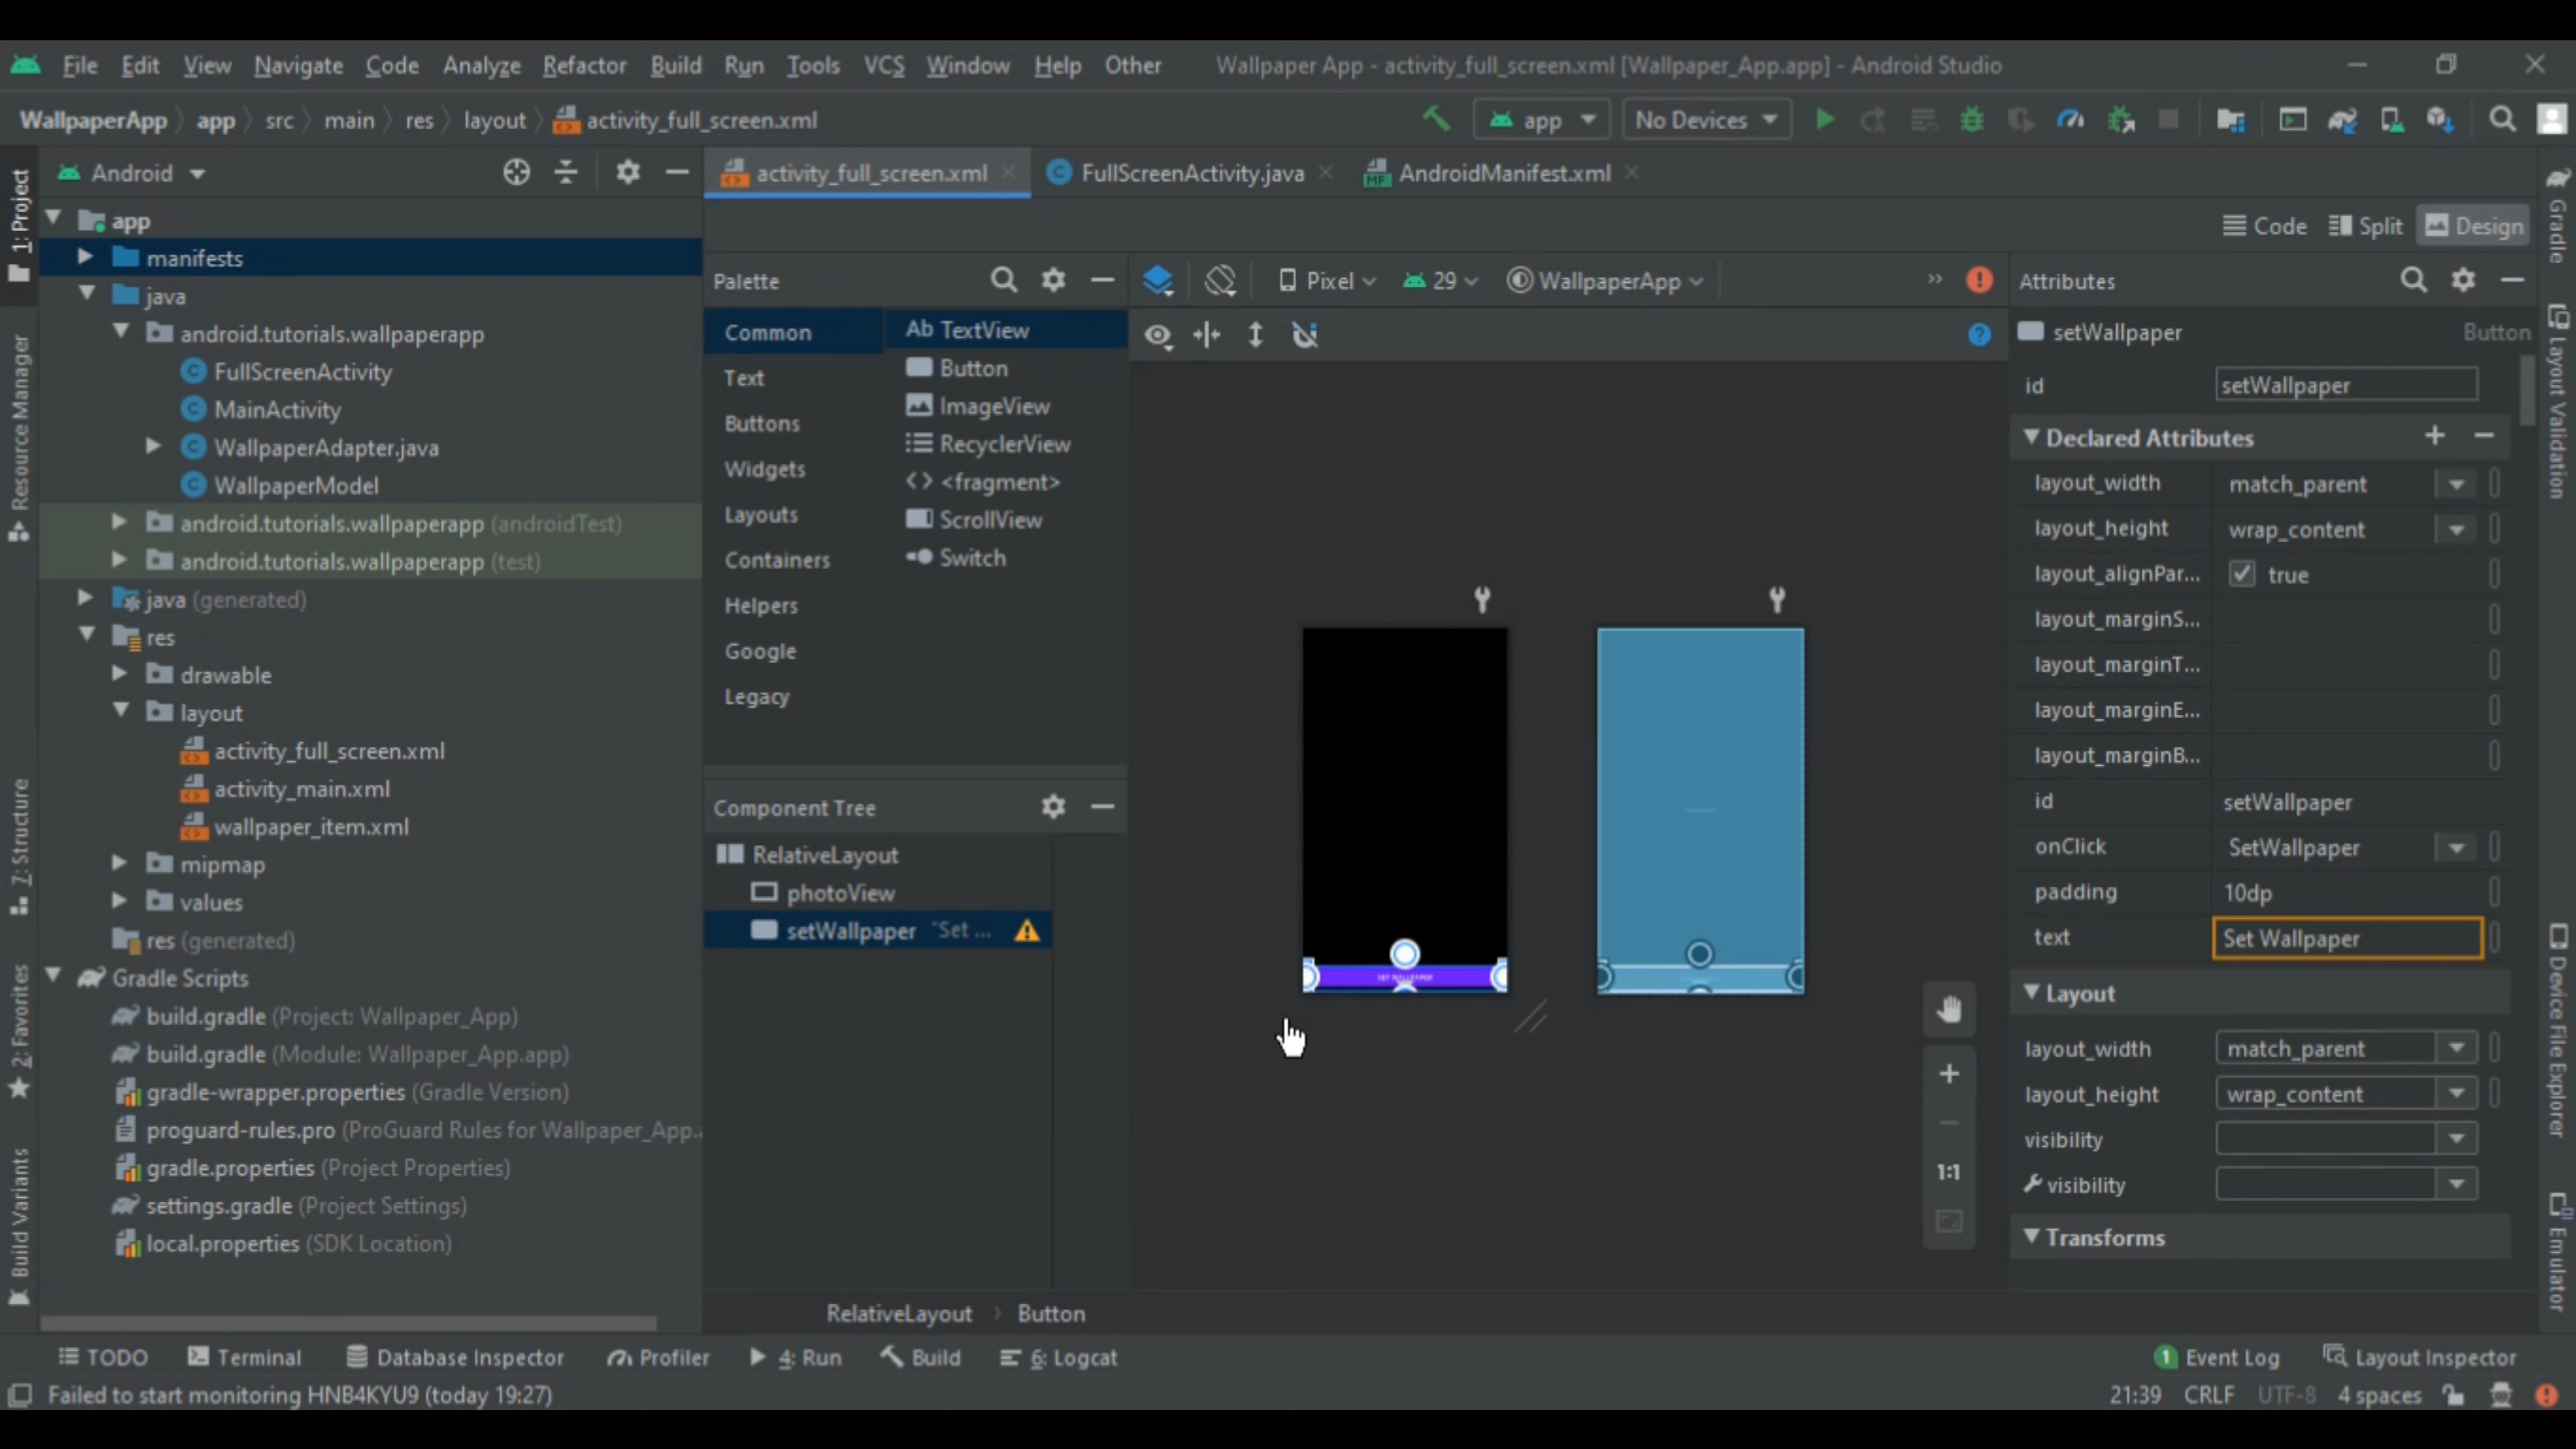 File Edit View Navigate Code Analyze Refactor Build Run Tools VCS Window Help Other Wallpaper App - activity_full_screen.xml [Wallpaper_App.app] - Android Studio
WallpaperApp app src main res layout activity_full_screen.xml app No Devices
Android
activity_full_screen.xml FullScreenActivity.java AndroidManifest.xml
Code Split Design
1: Project
Resource Manager
Z: Structure
2: Favorites
Build Variants
app
manifests
java
android.tutorials.wallpaperapp
FullScreenActivity
MainActivity
WallpaperAdapter.java
WallpaperModel
android.tutorials.wallpaperapp (androidTest)
android.tutorials.wallpaperapp (test)
java (generated)
res
drawable
layout
activity_full_screen.xml
activity_main.xml
wallpaper_item.xml
mipmap
values
res (generated)
Gradle Scripts
build.gradle (Project: Wallpaper_App)
build.gradle (Module: Wallpaper_App.app)
gradle-wrapper.properties (Gradle Version)
proguard-rules.pro (ProGuard Rules for Wallpaper_App.
gradle.properties (Project Properties)
settings.gradle (Project Settings)
local.properties (SDK Location)
Palette
Common
Text
Buttons
Widgets
Layouts
Containers
Helpers
Google
Legacy
Ab TextView
Button
ImageView
RecyclerView
<fragment>
ScrollView
Switch
Component Tree
RelativeLayout
photoView
setWallpaper "Set ...
Pixel 29 WallpaperApp
SET WALLPAPER
1:1
Attributes
setWallpaper Button
id setWallpaper
Declared Attributes
layout_width match_parent
layout_height wrap_content
layout_alignPar... true
layout_marginS...
layout_marginT...
layout_marginE...
layout_marginB...
id setWallpaper
onClick SetWallpaper
padding 10dp
text Set Wallpaper
Layout
layout_width match_parent
layout_height wrap_content
visibility
visibility
Transforms
Gradle
Layout Validation
Device File Explorer
Emulator
RelativeLayout Button
TODO Terminal Database Inspector Profiler 4: Run Build 6: Logcat 1 Event Log Layout Inspector
Failed to start monitoring HNB4KYU9 (today 19:27) 21:39 CRLF UTF-8 4 spaces